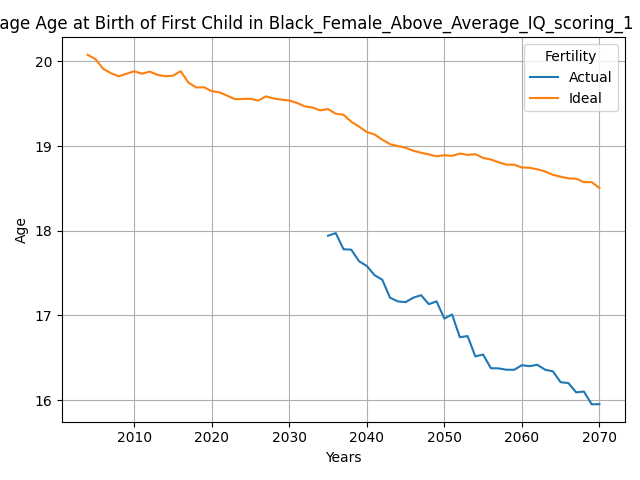 age Age at Birth of First Child in Black_Female_Above_Average_IQ_scoring_1
Fertility
Actual
Ideal
20
19
18
17
16
Age
2010 2020 2030 2040 2050 2060 2070
Years